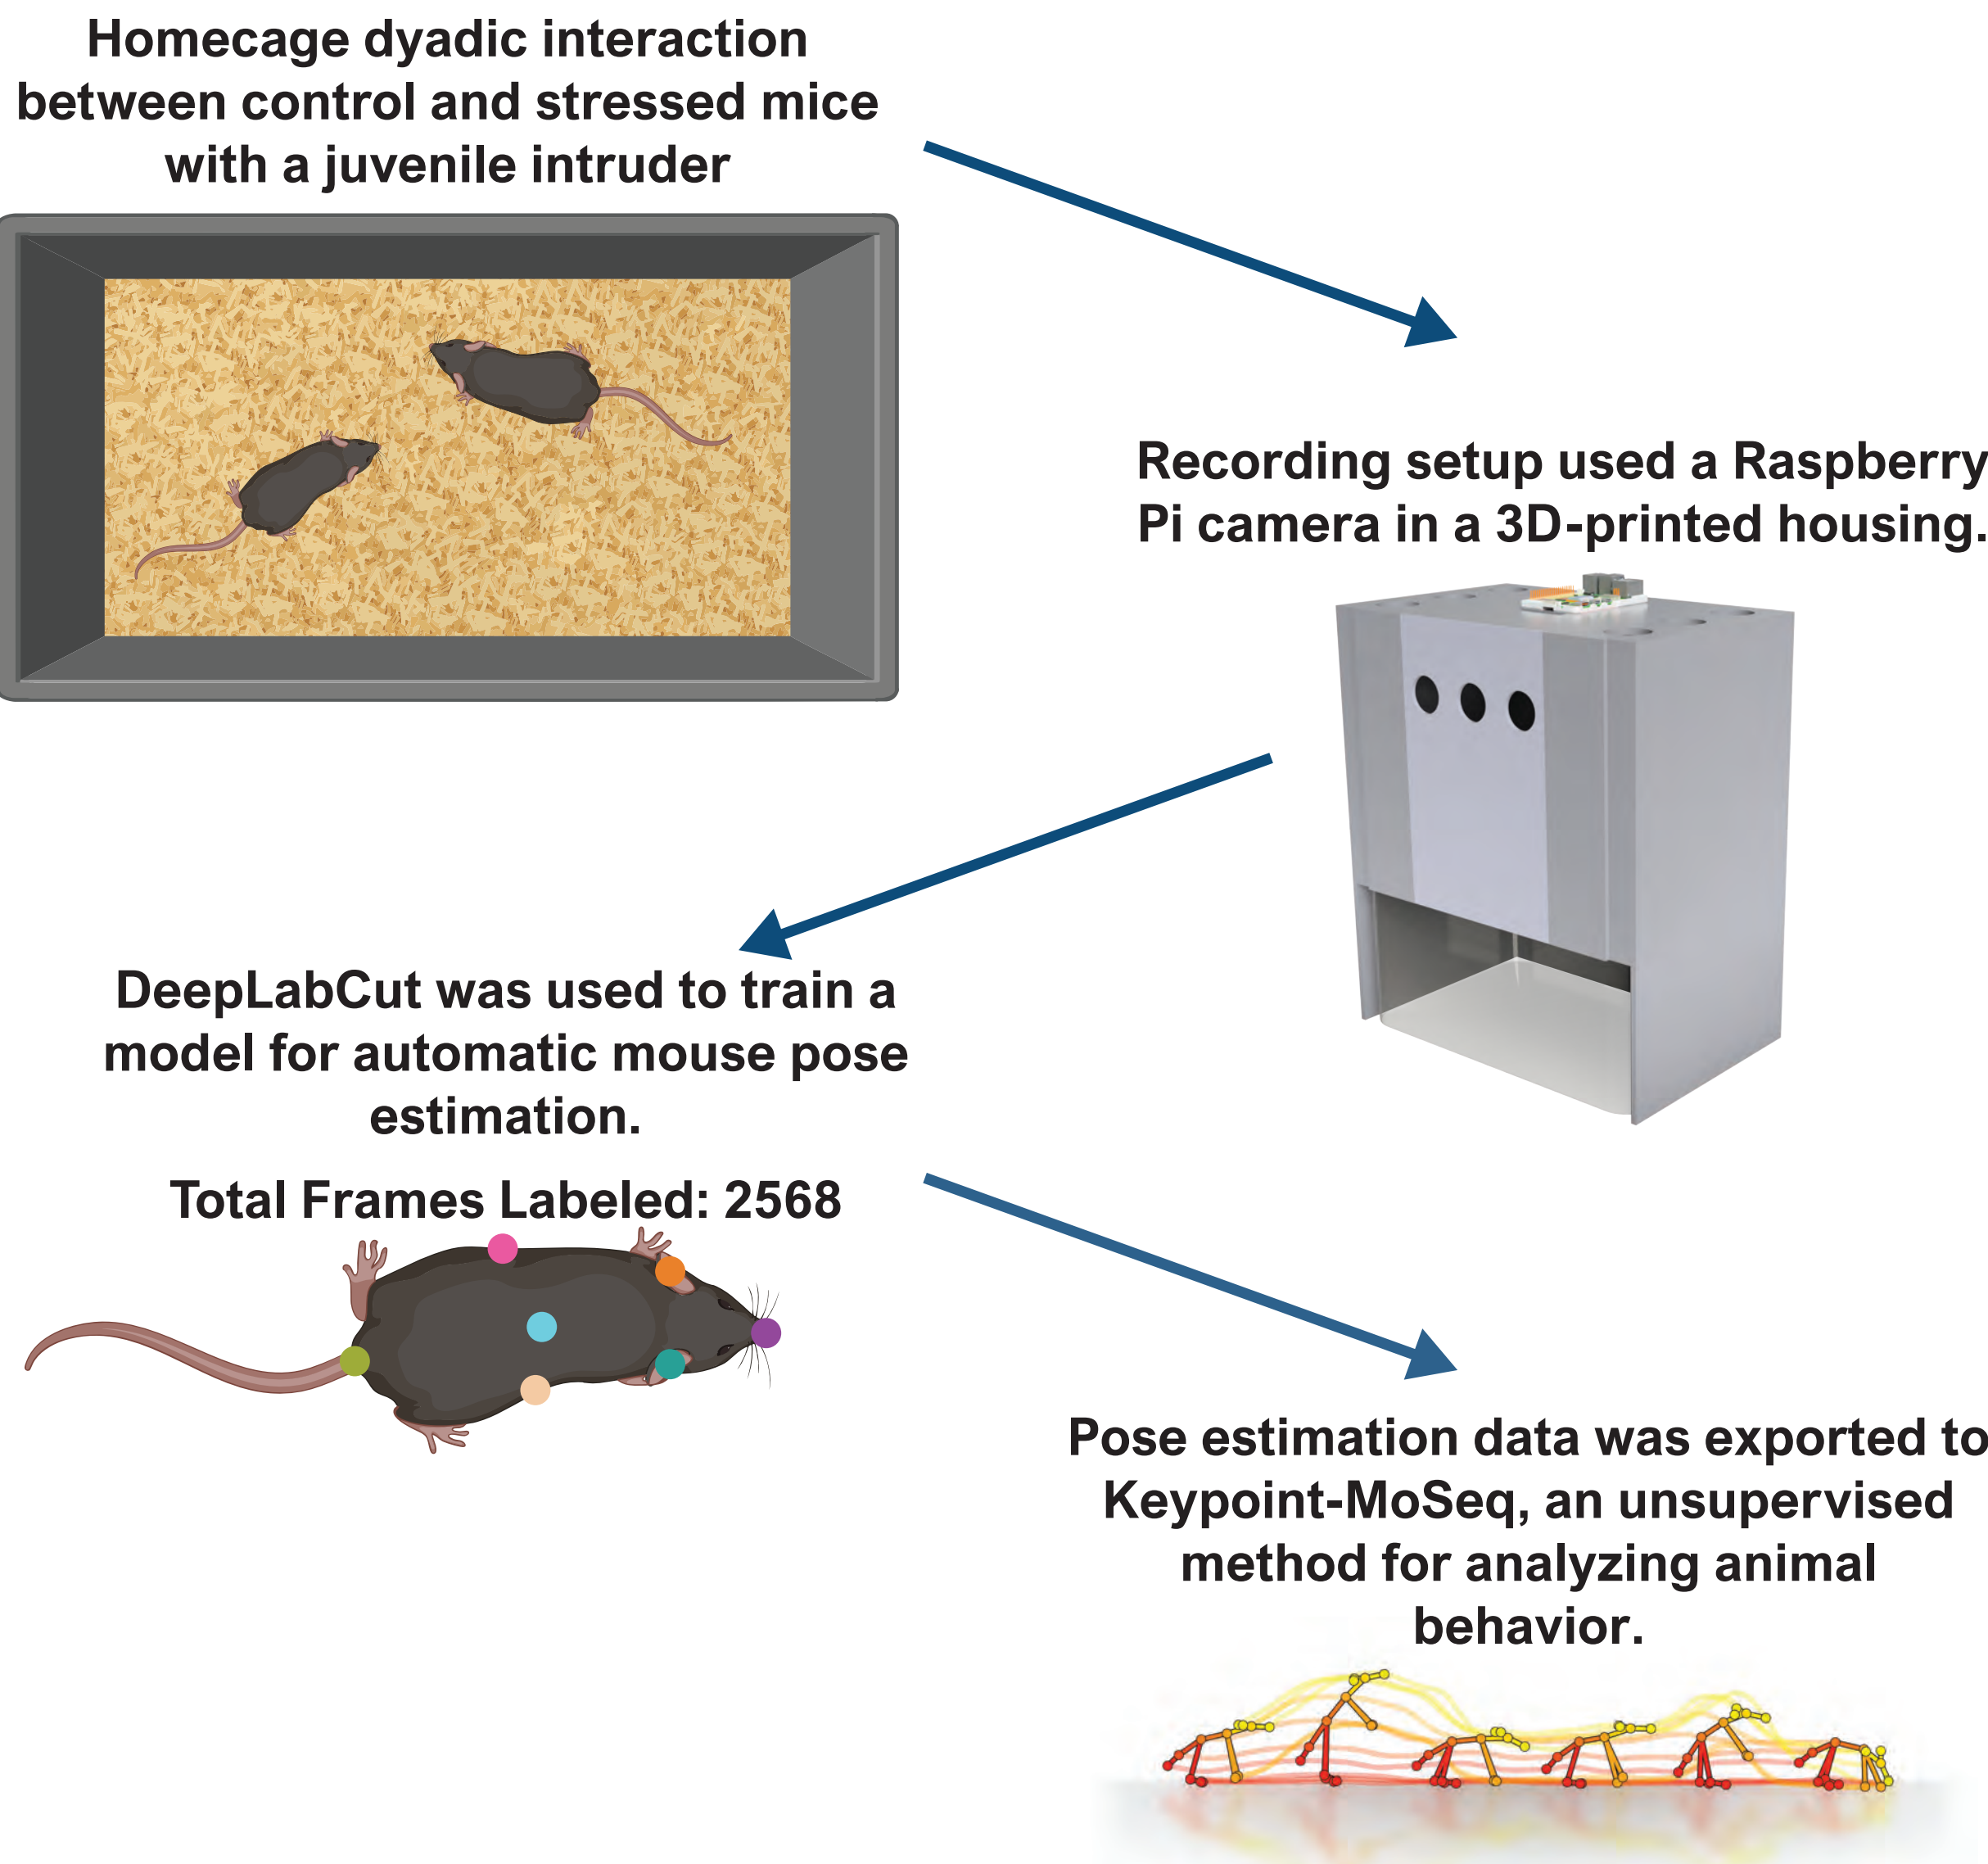 Homecage dyadic interaction
between control and stressed mice
with a juvenile intruder
Recording setup used a Raspberry
Pi camera in a 3D-printed housing.
DeepLabCut was used to train a
model for automatic mouse pose
estimation.
Total Frames Labeled: 2568
Pose estimation data was exported to
Keypoint-MoSeq, an unsupervised
method for analyzing animal
behavior.